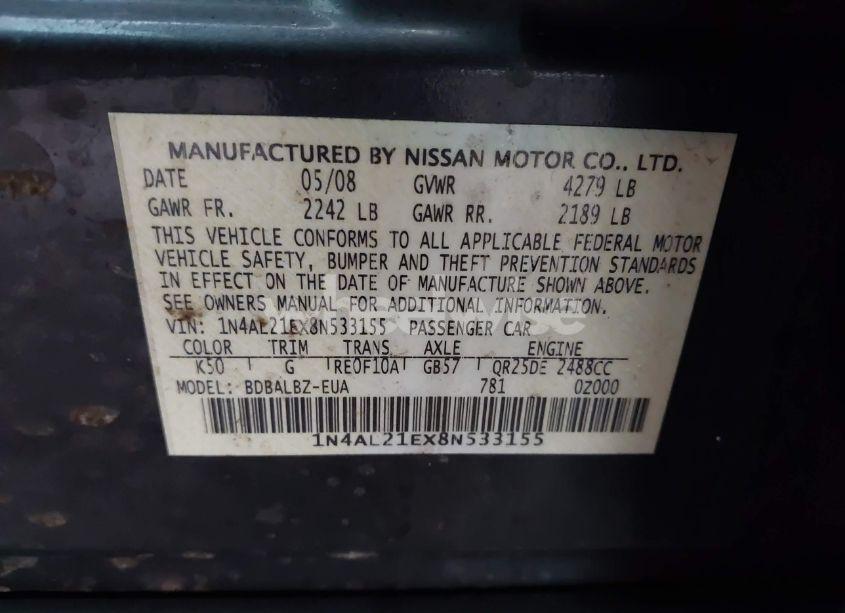 MANUFACTURED BY NISSAN MOTOR CO., LTD.
DATE 05/08 GVWR 4279 LB
GAWR FR. 2242 LB GAWR RR. 2189 LB
THIS VEHICLE CONFORMS TO ALL APPLICABLE FEDERAL MOTOR
VEHICLE SAFETY, BUMPER AND THEFT PREVENTION STANDARDS
IN EFFECT ON THE DATE OF MANUFACTURE SHOWN ABOVE.
SEE OWNERS MANUAL FOR ADDITIONAL INFORMATION.
VIN: 1N4AL21EX8N533155 PASSENGER CAR
COLOR TRIM TRANS AXLE ENGINE
K50 G RE0F10A GB57 QR25DE 2488CC
MODEL: BDBALBZ-EUA 781 0Z000
1N4AL21EX8N533155